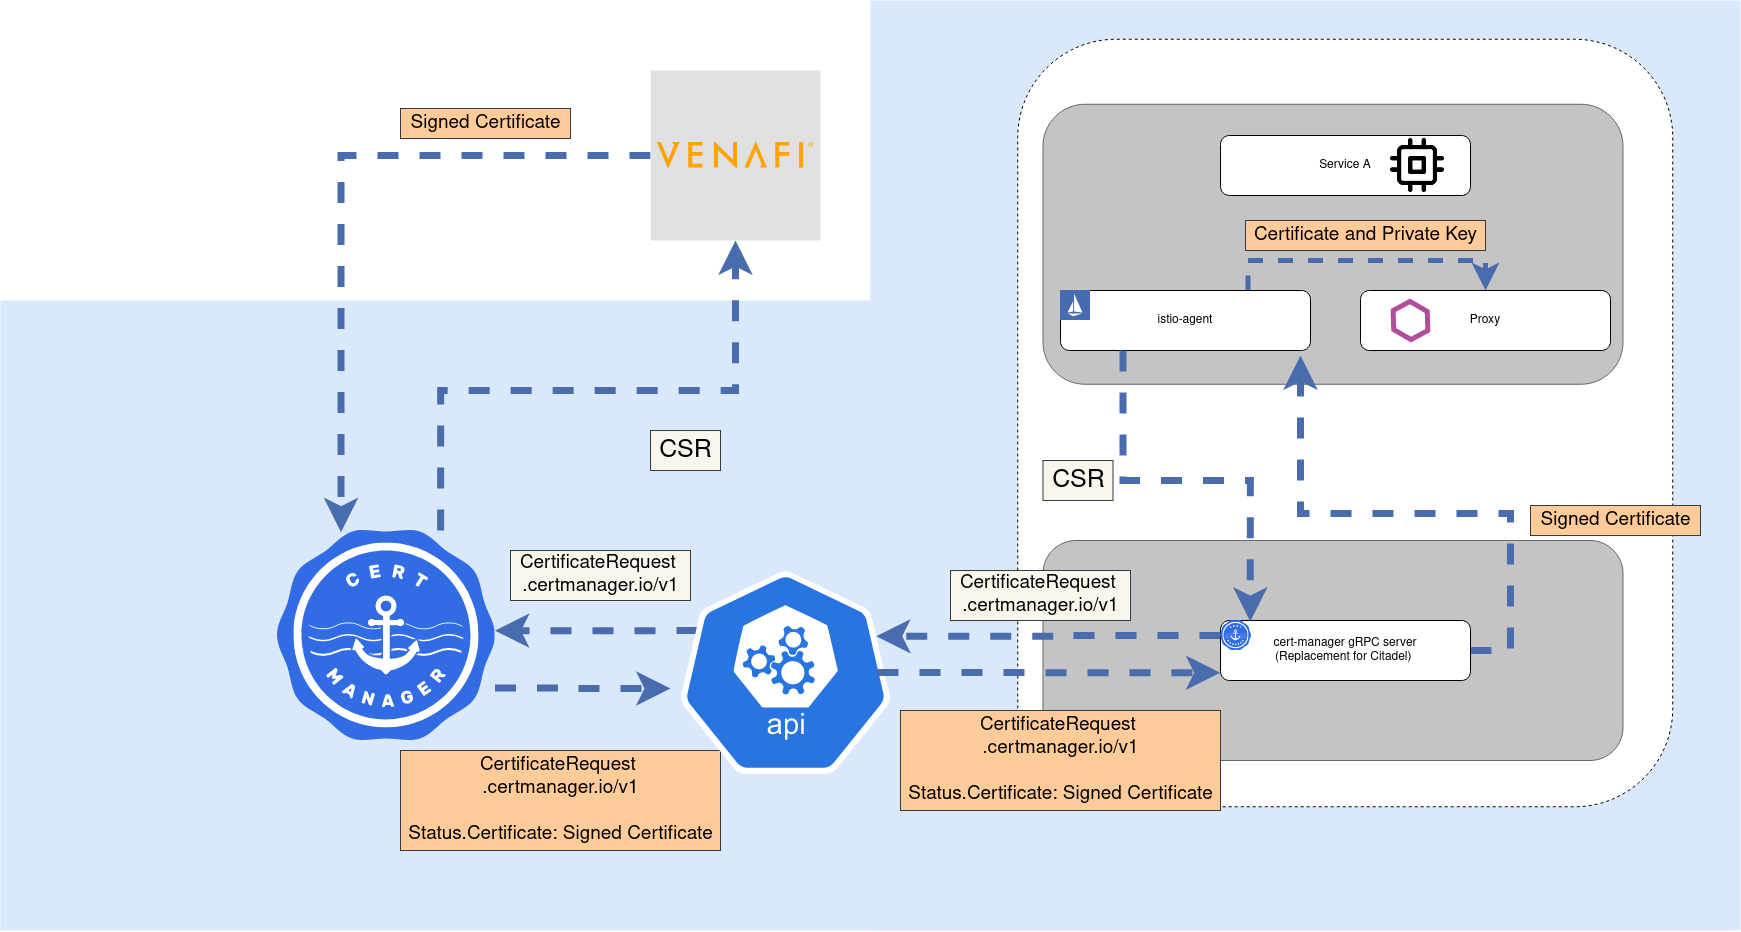 Signed Certificate
VENAFI
Service A
Certificate and Private Key
istio-agent
Proxy
CSR
CSR
Signed Certificate
CertificateRequest
.certmanager.io/v1
CertificateRequest
.certmanager.io/v1
CERT
MANAGER
api
cert-manager gRPC server
(Replacement for Citadel)
CertificateRequest
.certmanager.io/v1
Status.Certificate: Signed Certificate
CertificateRequest
.certmanager.io/v1
Status.Certificate: Signed Certificate